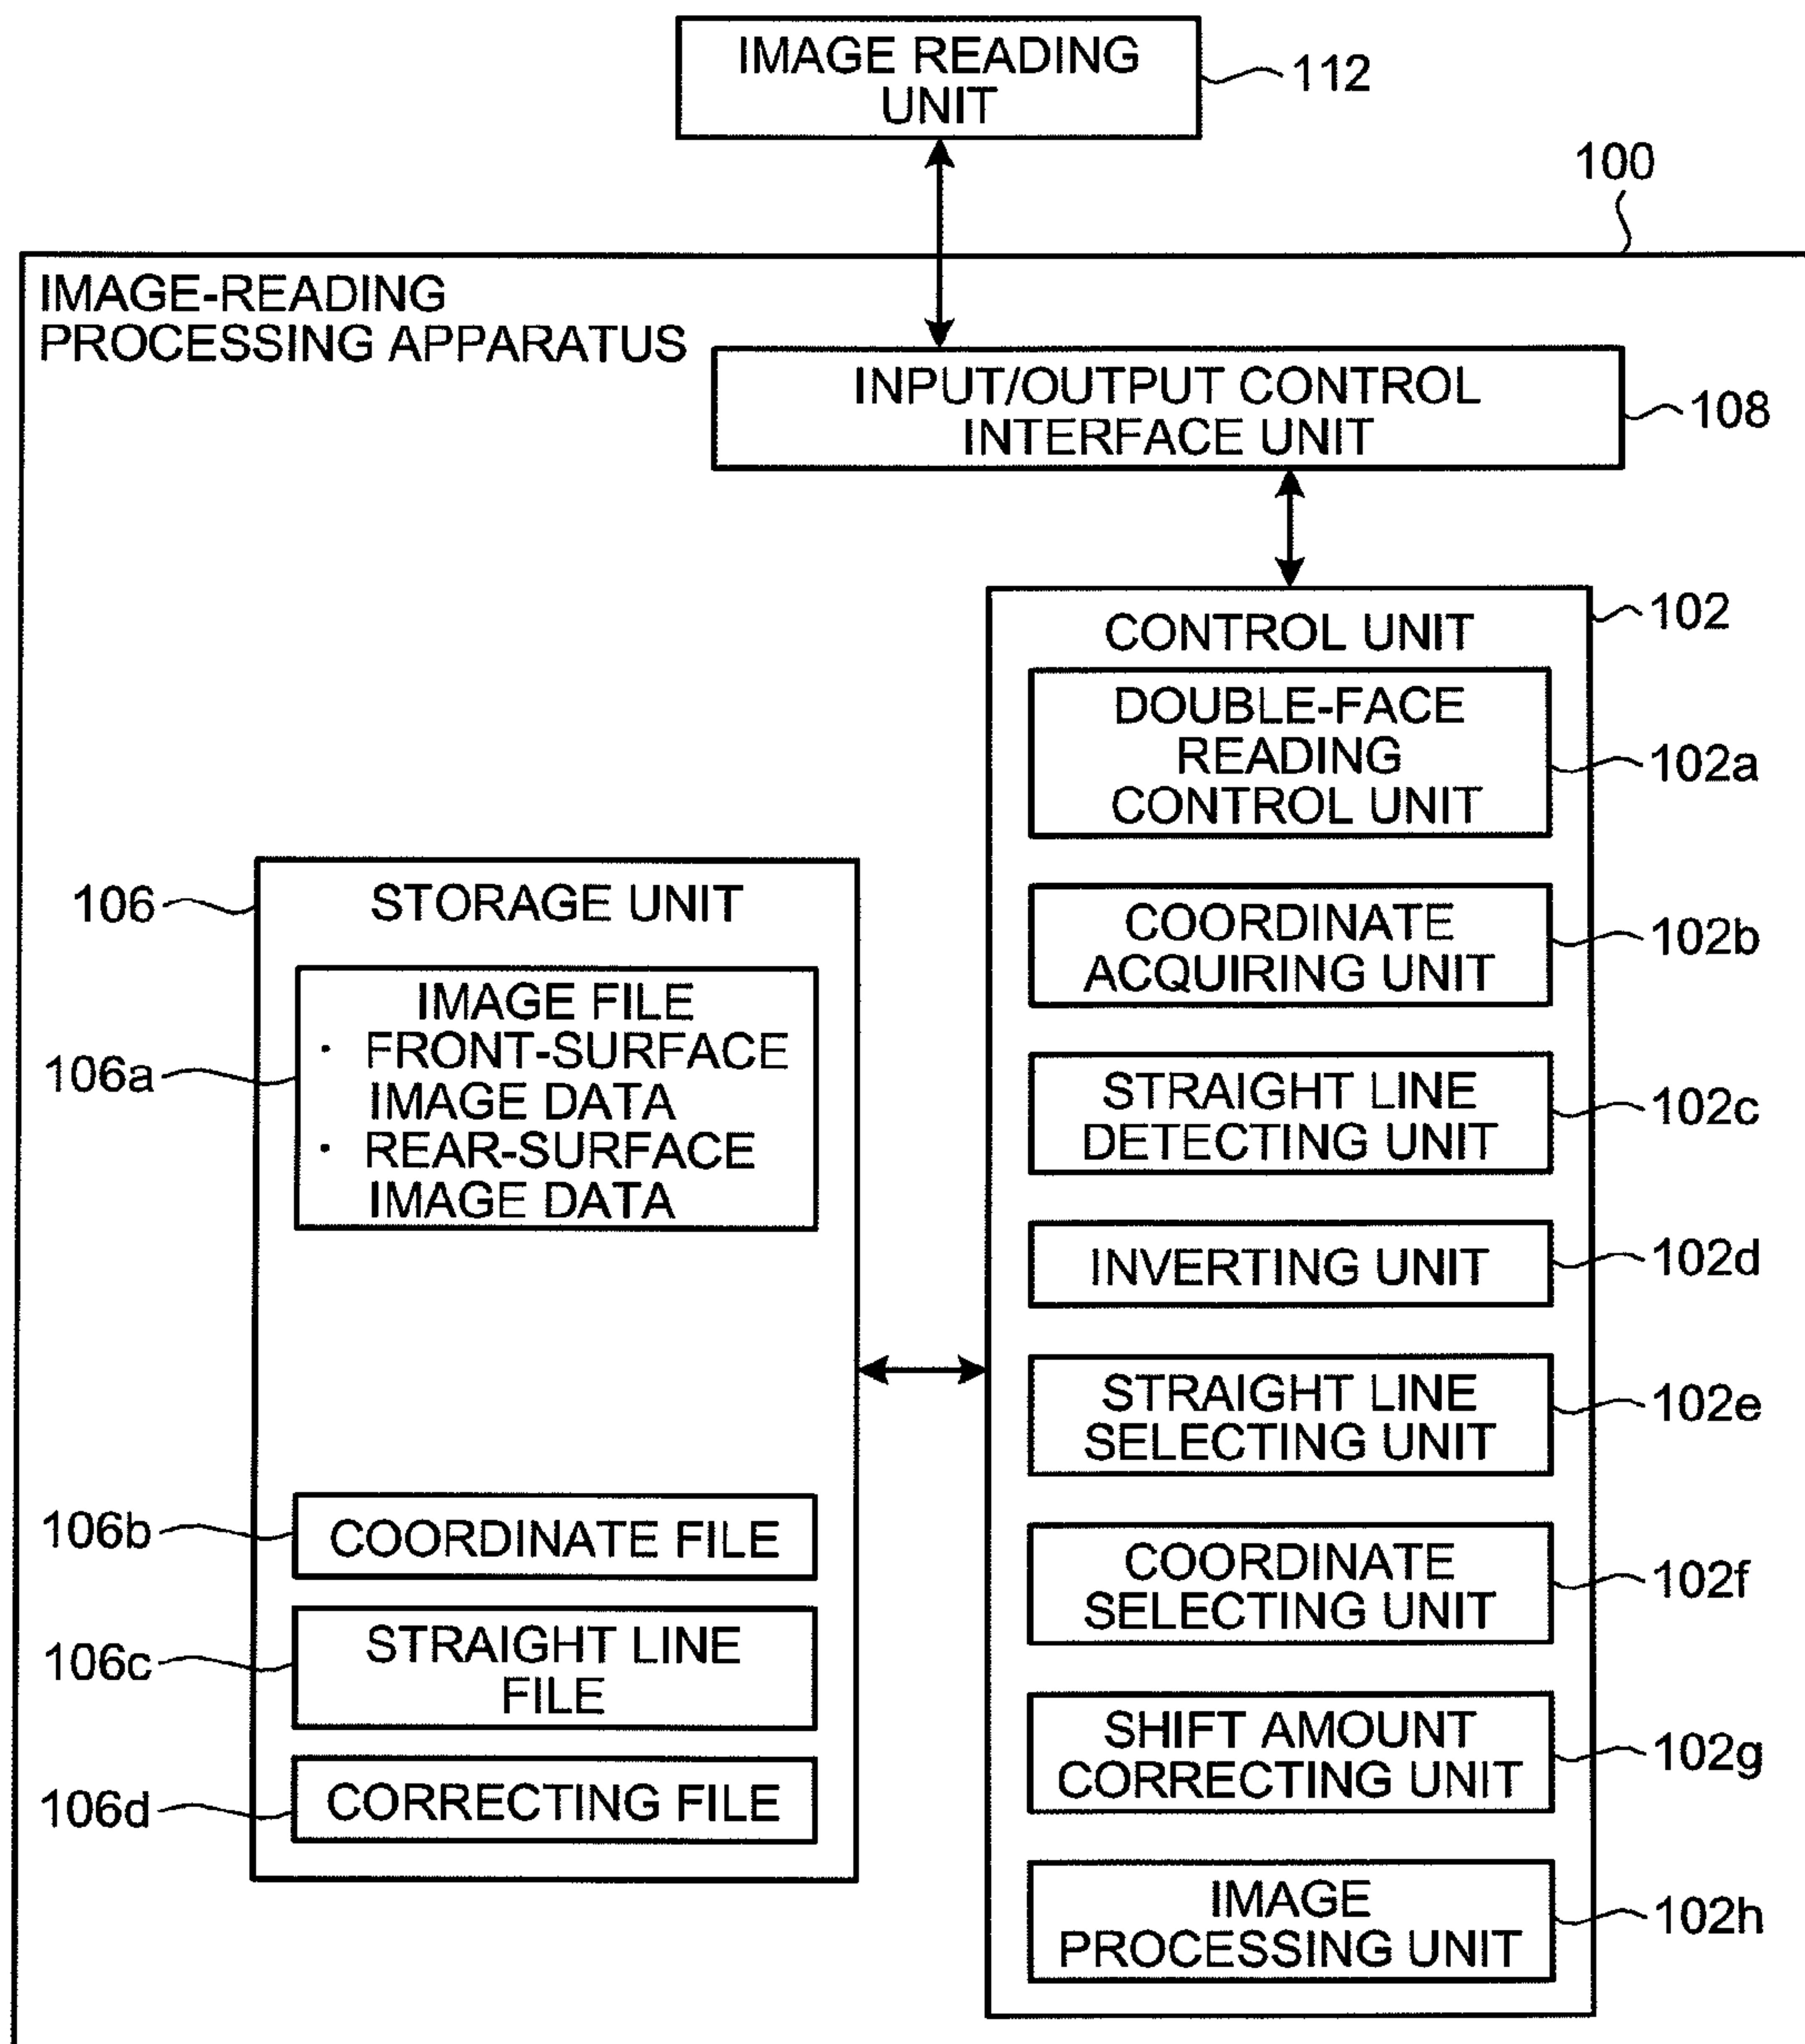 IMAGE READING
UNIT
112
100
IMAGE-READING
PROCESSING APPARATUS
INPUT/OUTPUT CONTROL
INTERFACE UNIT
108
102
CONTROL UNIT
DOUBLE-FACE
READING
CONTROL UNIT
102a
106
STORAGE UNIT
COORDINATE
ACQUIRING UNIT
102b
IMAGE FILE
· FRONT-SURFACE
IMAGE DATA
· REAR-SURFACE
IMAGE DATA
106a
STRAIGHT LINE
DETECTING UNIT
102c
INVERTING UNIT
102d
STRAIGHT LINE
SELECTING UNIT
102e
106b
COORDINATE FILE
COORDINATE
SELECTING UNIT
102f
106c
STRAIGHT LINE
FILE
SHIFT AMOUNT
CORRECTING UNIT
102g
106d
CORRECTING FILE
IMAGE
PROCESSING UNIT
102h